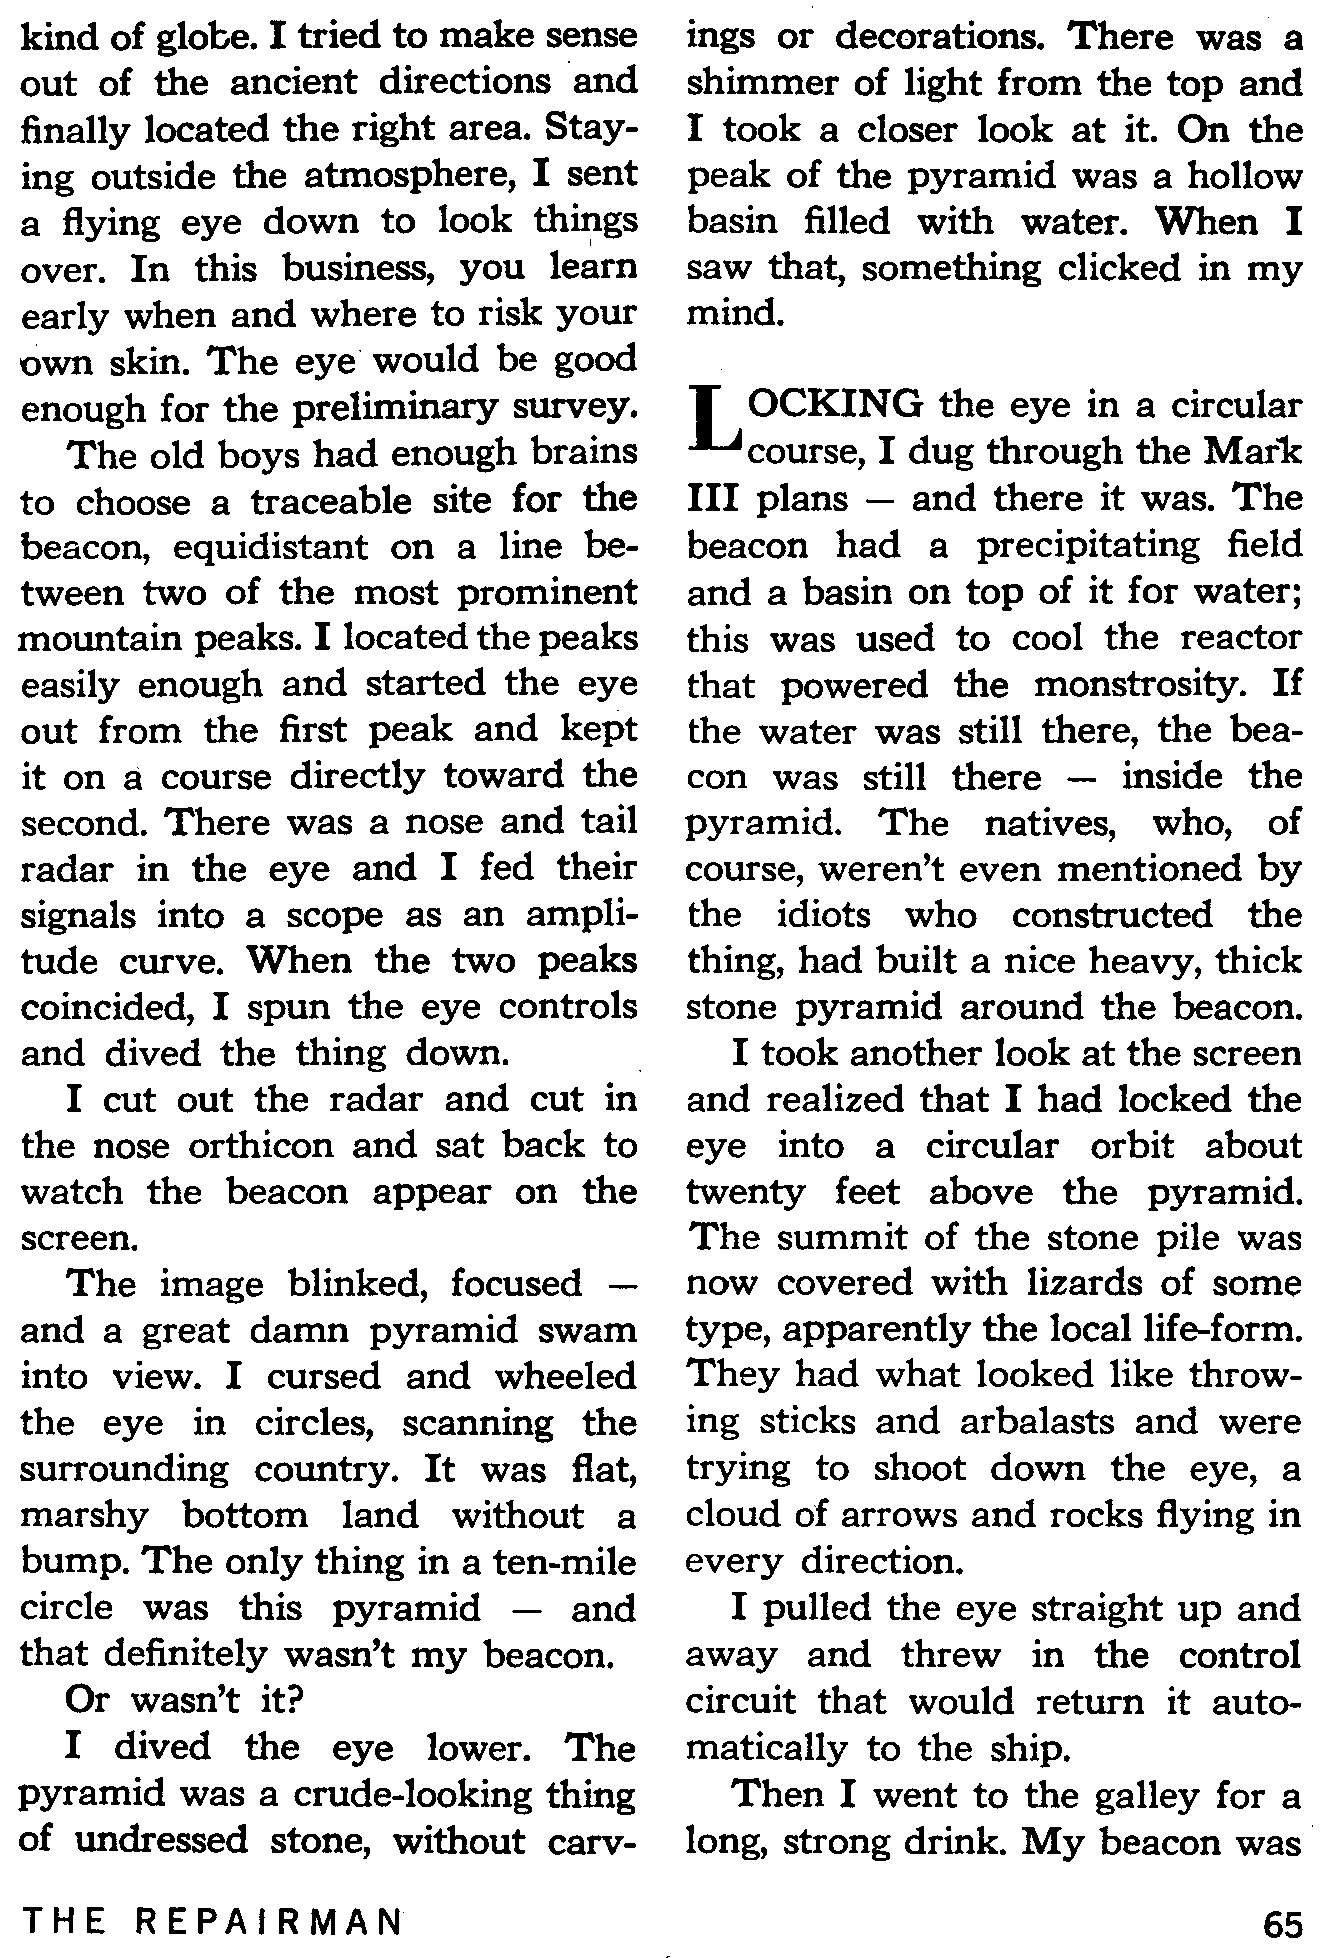 kind of globe. I tried to make sense
out of the ancient directions and
finally located the right area. Stay-
ing outside the atmosphere, I sent
a flying eye down to look things
over. In this business, you learn
early when and where to risk your
own skin. The eye would be good
enough for the preliminary survey.
The old boys had enough brains
to choose a traceable site for the
beacon, equidistant on a line be-
tween two of the most prominent
mountain peaks. I located the peaks
easily enough and started the eye
out from the first peak and kept
it on a course directly toward the
second. There was a nose and tail
radar in the eye and I fed their
signals into a scope as an ampli-
tude curve. When the two peaks
coincided, I spun the eye controls
and dived the thing down.
I cut out the radar and cut in
the nose orthicon and sat back to
watch the beacon appear on the
screen.
The image blinked, focused —
and a great damn pyramid swam
into view. I cursed and wheeled
the eye in circles, scanning the
surrounding country. It was flat,
marshy bottom land without a
bump. The only thing in a ten-mile
circle was this pyramid — and
that definitely wasn't my beacon.
Or wasn't it?
I dived the eye lower. The
pyramid was a crude-looking thing
of undressed stone, without carv-
ings or decorations. There was a
shimmer of light from the top and
I took a closer look at it. On the
peak of the pyramid was a hollow
basin filled with water. When I
saw that, something clicked in my
mind.
LOCKING the eye in a circular
course, I dug through the Mark
III plans — and there it was. The
beacon had a precipitating field
and a basin on top of it for water;
this was used to cool the reactor
that powered the monstrosity. If
the water was still there, the bea-
con was still there — inside the
pyramid. The natives, who, of
course, weren't even mentioned by
the idiots who constructed the
thing, had built a nice heavy, thick
stone pyramid around the beacon.
I took another look at the screen
and realized that I had locked the
eye into a circular orbit about
twenty feet above the pyramid.
The summit of the stone pile was
now covered with lizards of some
type, apparently the local life-form.
They had what looked like throw-
ing sticks and arbalasts and were
trying to shoot down the eye, a
cloud of arrows and rocks flying in
every direction.
I pulled the eye straight up and
away and threw in the control
circuit that would return it auto-
matically to the ship.
Then I went to the galley for a
long, strong drink. My beacon was
THE REPAIRMAN
65